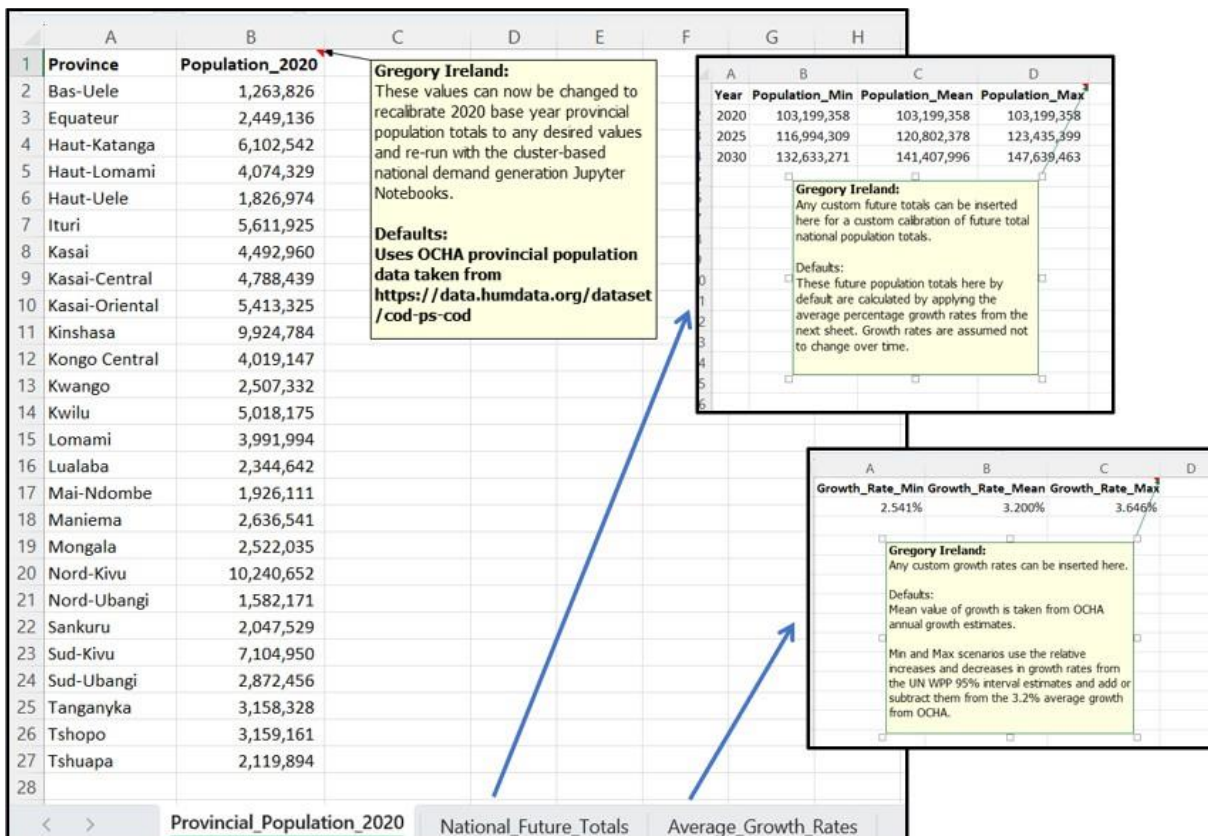 A B C D E F G H
1 Province Population_2020
2 Bas-Uele 1,263,826
3 Equateur 2,449,136
4 Haut-Katanga 6,102,542
5 Haut-Lomami 4,074,329
6 Haut-Uele 1,826,974
7 Ituri 5,611,925
8 Kasai 4,492,960
9 Kasai-Central 4,788,439
10 Kasai-Oriental 5,413,325
11 Kinshasa 9,924,784
12 Kongo Central 4,019,147
13 Kwango 2,507,332
14 Kwilu 5,018,175
15 Lomami 3,991,994
16 Lualaba 2,344,642
17 Mai-Ndombe 1,926,111
18 Maniema 2,636,541
19 Mongala 2,522,035
20 Nord-Kivu 10,240,652
21 Nord-Ubangi 1,582,171
22 Sankuru 2,047,529
23 Sud-Kivu 7,104,950
24 Sud-Ubangi 2,872,456
25 Tanganyka 3,158,328
26 Tshopo 3,159,161
27 Tshuapa 2,119,894
28
Gregory Ireland:
These values can now be changed to
recalibrate 2020 base year provincial
population totals to any desired values
and re-run with the cluster-based
national demand generation Jupyter
Notebooks.
Defaults:
Uses OCHA provincial population
data taken from
https://data.humdata.org/dataset
/cod-ps-cod
A B C D
Year Population_Min Population_Mean Population_Max
2020 103,199,358 103,199,358 103,199,358
2025 116,994,309 120,802,378 123,435,399
2030 132,633,271 141,407,996 147,639,463
Gregory Ireland:
Any custom future totals can be inserted
here for a custom calibration of future total
national population totals.
Defaults:
These future population totals here by
default are calculated by applying the
average percentage growth rates from the
next sheet. Growth rates are assumed not
to change over time.
A B C D
Growth_Rate_Min Growth_Rate_Mean Growth_Rate_Max
2.541% 3.200% 3.646%
Gregory Ireland:
Any custom growth rates can be inserted here.
Defaults:
Mean value of growth is taken from OCHA
annual growth estimates.
Min and Max scenarios use the relative
increases and decreases in growth rates from
the UN WPP 95% interval estimates and add or
subtract them from the 3.2% average growth
from OCHA.
Provincial_Population_2020 National_Future_Totals Average_Growth_Rates